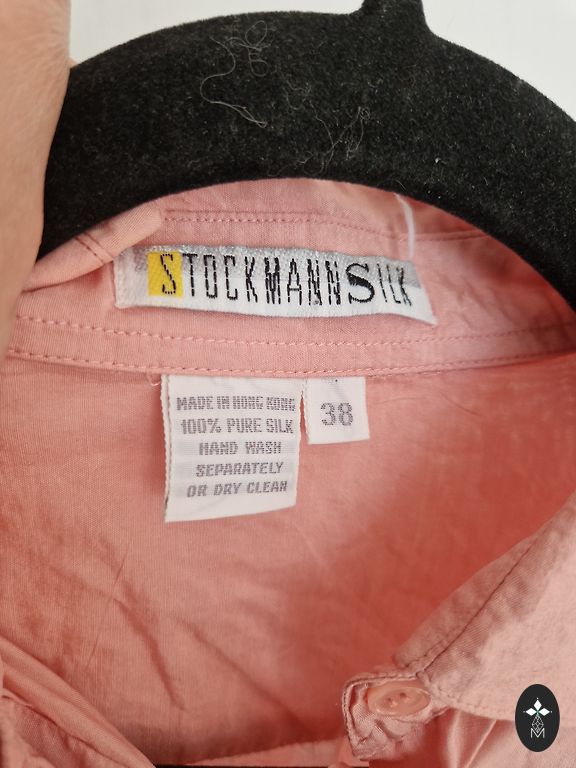 STOCKMANNSILK
MADE IN HONG KONG
100% PURE SILK
HAND WASH
SEPARATELY
OR DRY CLEAN
38